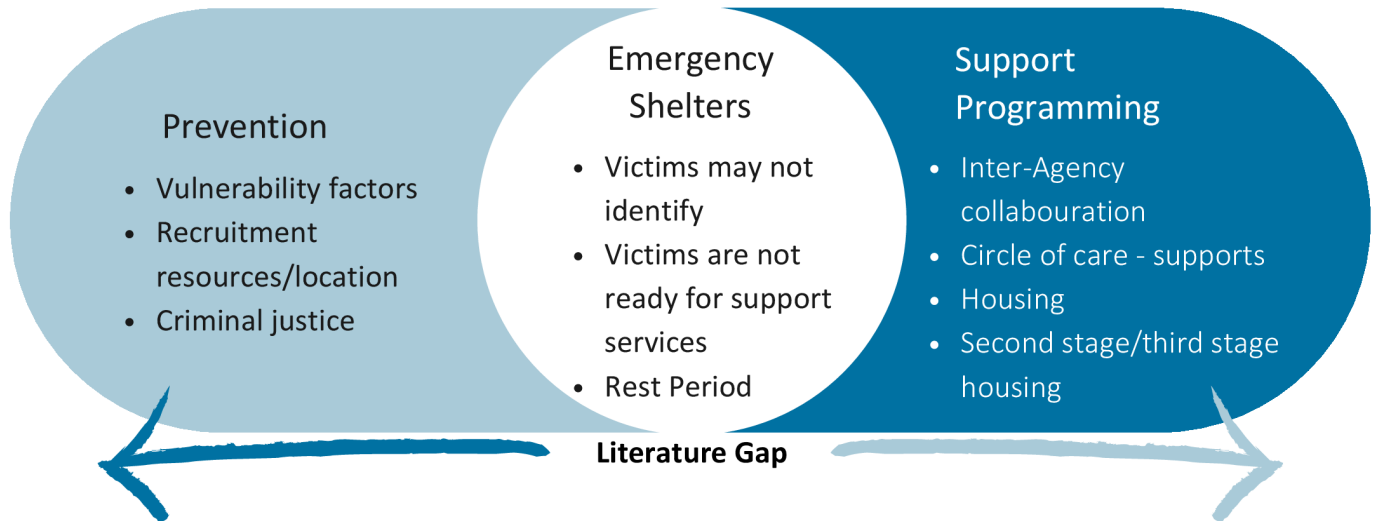 Prevention
• Vulnerability factors
• Recruitment
resources/location
• Criminal justice
Emergency
Shelters
• Victims may not
identify
• Victims are not
ready for support
services
• Rest Period
Support
Programming
• Inter-Agency
collabouration
• Circle of care - supports
• Housing
• Second stage/third stage
housing
Literature Gap